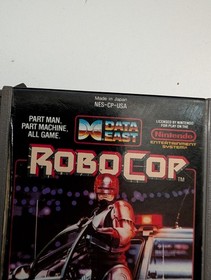 Made in Japan
NES-CP-USA
PART MAN,
PART MACHINE,
ALL GAME.
DATA
EAST
LICENSED BY NINTENDO
FOR PLAY ON THE
Nintendo
ENTERTAINMENT
SYSTEM
ROBOCOP
TM